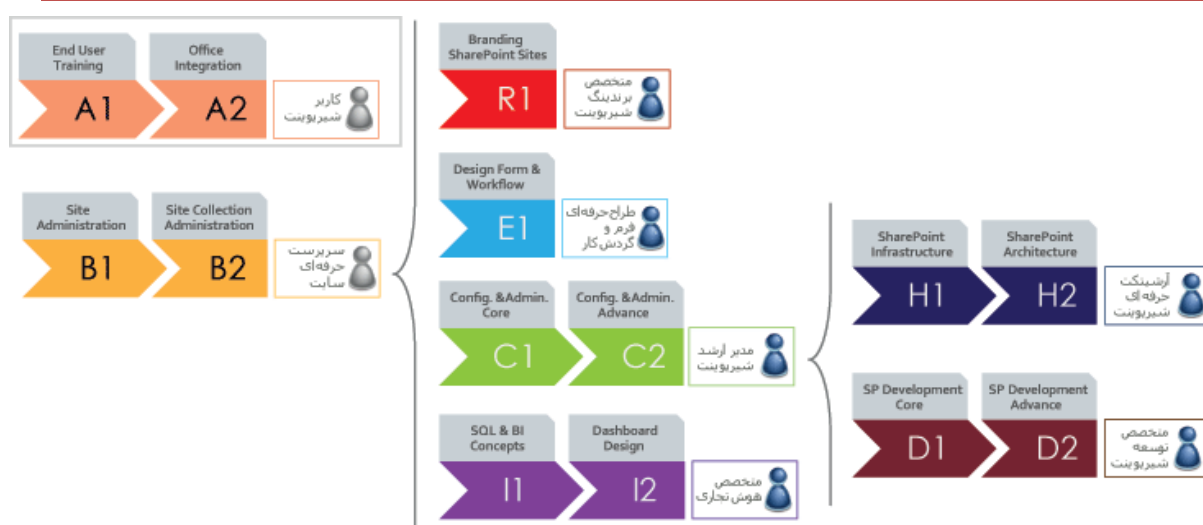 End User
Training
A1
Office
Integration
A2
کاربر
شیرپوینت
Site
Administration
B1
Site Collection
Administration
B2
سرپرست
حرفه‌ای
سایت
Branding
SharePoint Sites
R1
متخصص
برندینگ
شیرپوینت
Design Form &
Workflow
E1
طراح حرفه‌ای
فرم و
گردش‌کار
Config. &Admin.
Core
C1
Config. &Admin.
Advance
C2
مدیر ارشد
شیرپوینت
SQL & BI
Concepts
I1
Dashboard
Design
I2
متخصص
هوش تجاری
SharePoint
Infrastructure
H1
SharePoint
Architecture
H2
آرشیتکت
حرفه ای
شیرپوینت
SP Development
Core
D1
SP Development
Advance
D2
متخصص
توسعه
شیرپوینت